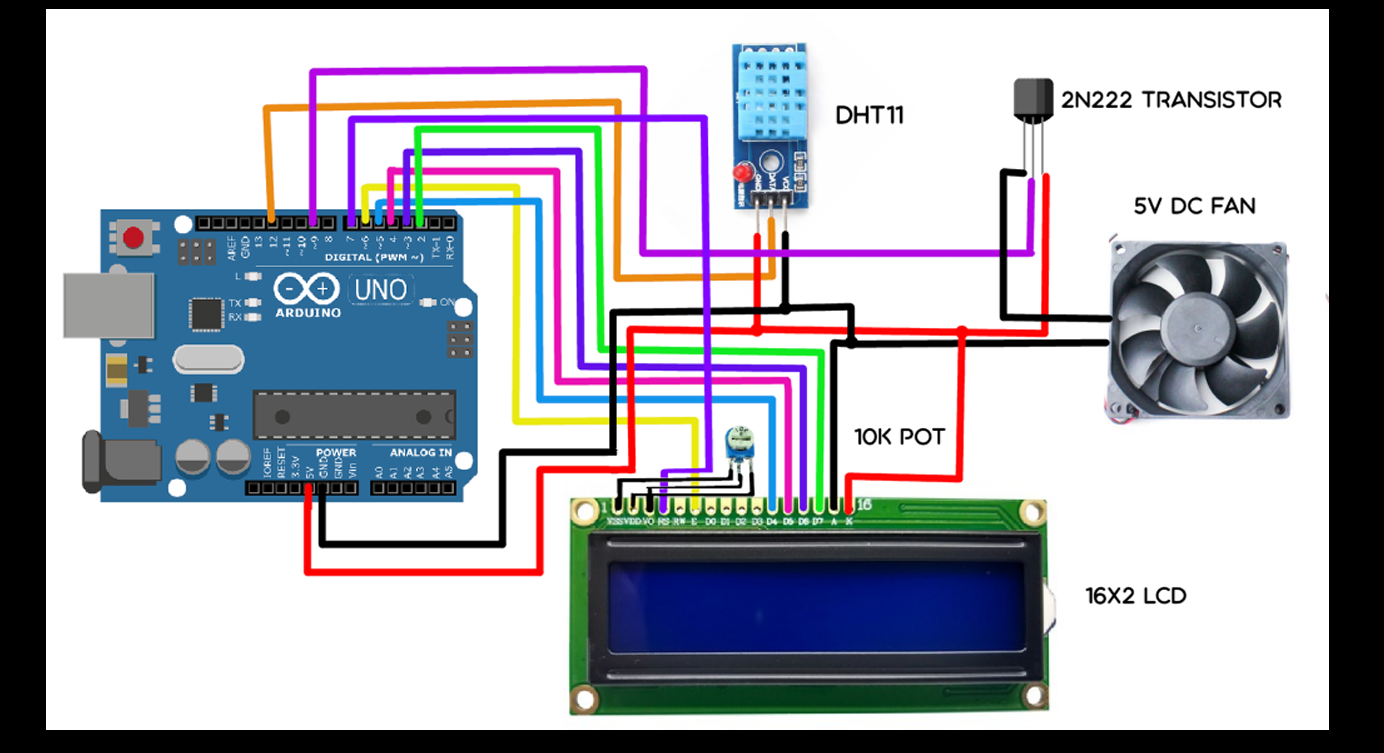 DHT11
2N222 TRANSISTOR
5V DC FAN
GND
DATA
VCC
AREF
GND
13
12
~11
~10
~9
8
7
~6
~5
4
~3
2
TX-1
RX-0
DIGITAL (PWM ~)
L
TX
RX
ON
UNO
ARDUINO
POWER
ANALOG IN
IOREF
RESET
3.3V
5V
GND
GND
Vin
A0
A1
A2
A3
A4
A5
10K POT
1
16
VSS VDD VO RS RW E D0 D1 D2 D3 D4 D5 D6 D7 A K
16X2 LCD